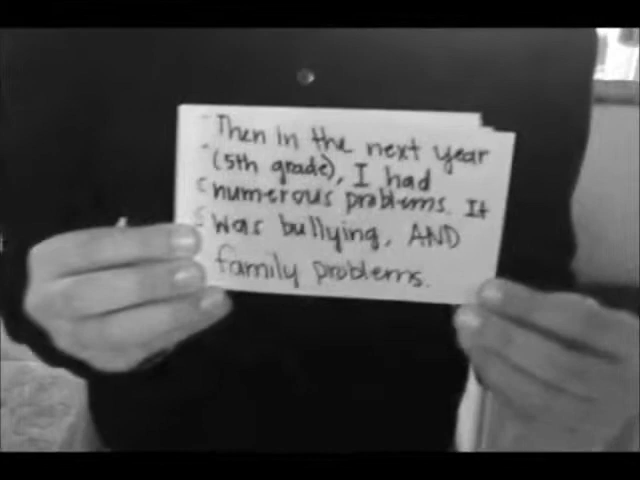 Then in the next year
(5th grade), I had
numerous problems. It
was bullying, AND
family problems.